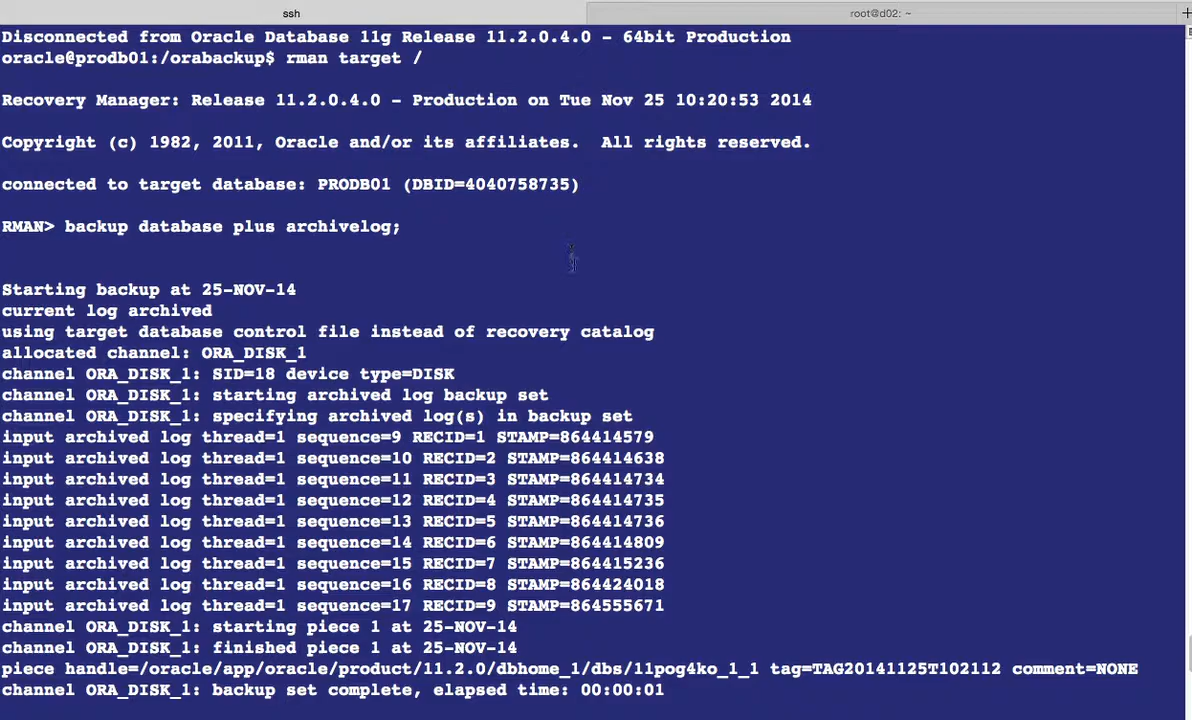 ssh
root@d02: ~
Disconnected from Oracle Database 11g Release 11.2.0.4.0 - 64bit Production
oracle@prodb01:/orabackup$ rman target /
Recovery Manager: Release 11.2.0.4.0 - Production on Tue Nov 25 10:20:53 2014
Copyright (c) 1982, 2011, Oracle and/or its affiliates.  All rights reserved.
connected to target database: PRODB01 (DBID=4040758735)
RMAN> backup database plus archivelog;
Starting backup at 25-NOV-14
current log archived
using target database control file instead of recovery catalog
allocated channel: ORA_DISK_1
channel ORA_DISK_1: SID=18 device type=DISK
channel ORA_DISK_1: starting archived log backup set
channel ORA_DISK_1: specifying archived log(s) in backup set
input archived log thread=1 sequence=9 RECID=1 STAMP=864414579
input archived log thread=1 sequence=10 RECID=2 STAMP=864414638
input archived log thread=1 sequence=11 RECID=3 STAMP=864414734
input archived log thread=1 sequence=12 RECID=4 STAMP=864414735
input archived log thread=1 sequence=13 RECID=5 STAMP=864414736
input archived log thread=1 sequence=14 RECID=6 STAMP=864414809
input archived log thread=1 sequence=15 RECID=7 STAMP=864415236
input archived log thread=1 sequence=16 RECID=8 STAMP=864424018
input archived log thread=1 sequence=17 RECID=9 STAMP=864555671
channel ORA_DISK_1: starting piece 1 at 25-NOV-14
channel ORA_DISK_1: finished piece 1 at 25-NOV-14
piece handle=/oracle/app/oracle/product/11.2.0/dbhome_1/dbs/11pog4ko_1_1 tag=TAG20141125T102112 comment=NONE
channel ORA_DISK_1: backup set complete, elapsed time: 00:00:01